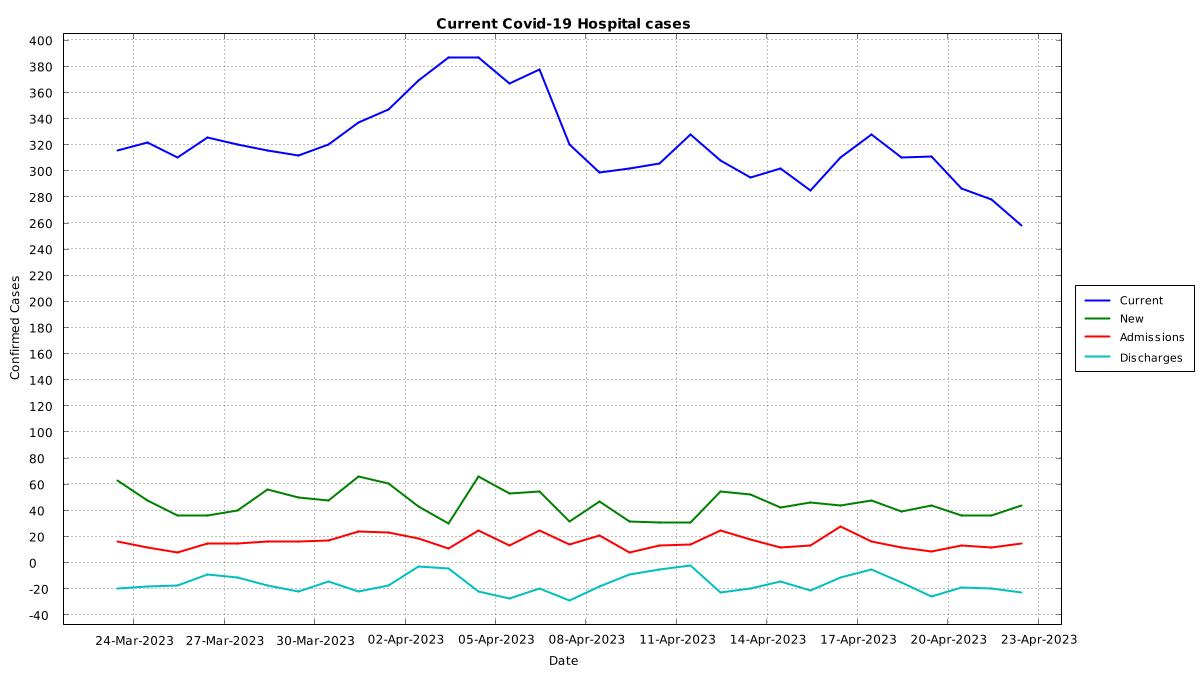 Current Covid-19 Hospital cases
Confirmed Cases
400
380
360
340
320
300
280
260
240
220
200
180
160
140
120
100
80
60
40
20
0
-20
-40
24-Mar-2023 27-Mar-2023 30-Mar-2023 02-Apr-2023 05-Apr-2023 08-Apr-2023 11-Apr-2023 14-Apr-2023 17-Apr-2023 20-Apr-2023 23-Apr-2023
Date
Current
New
Admissions
Discharges